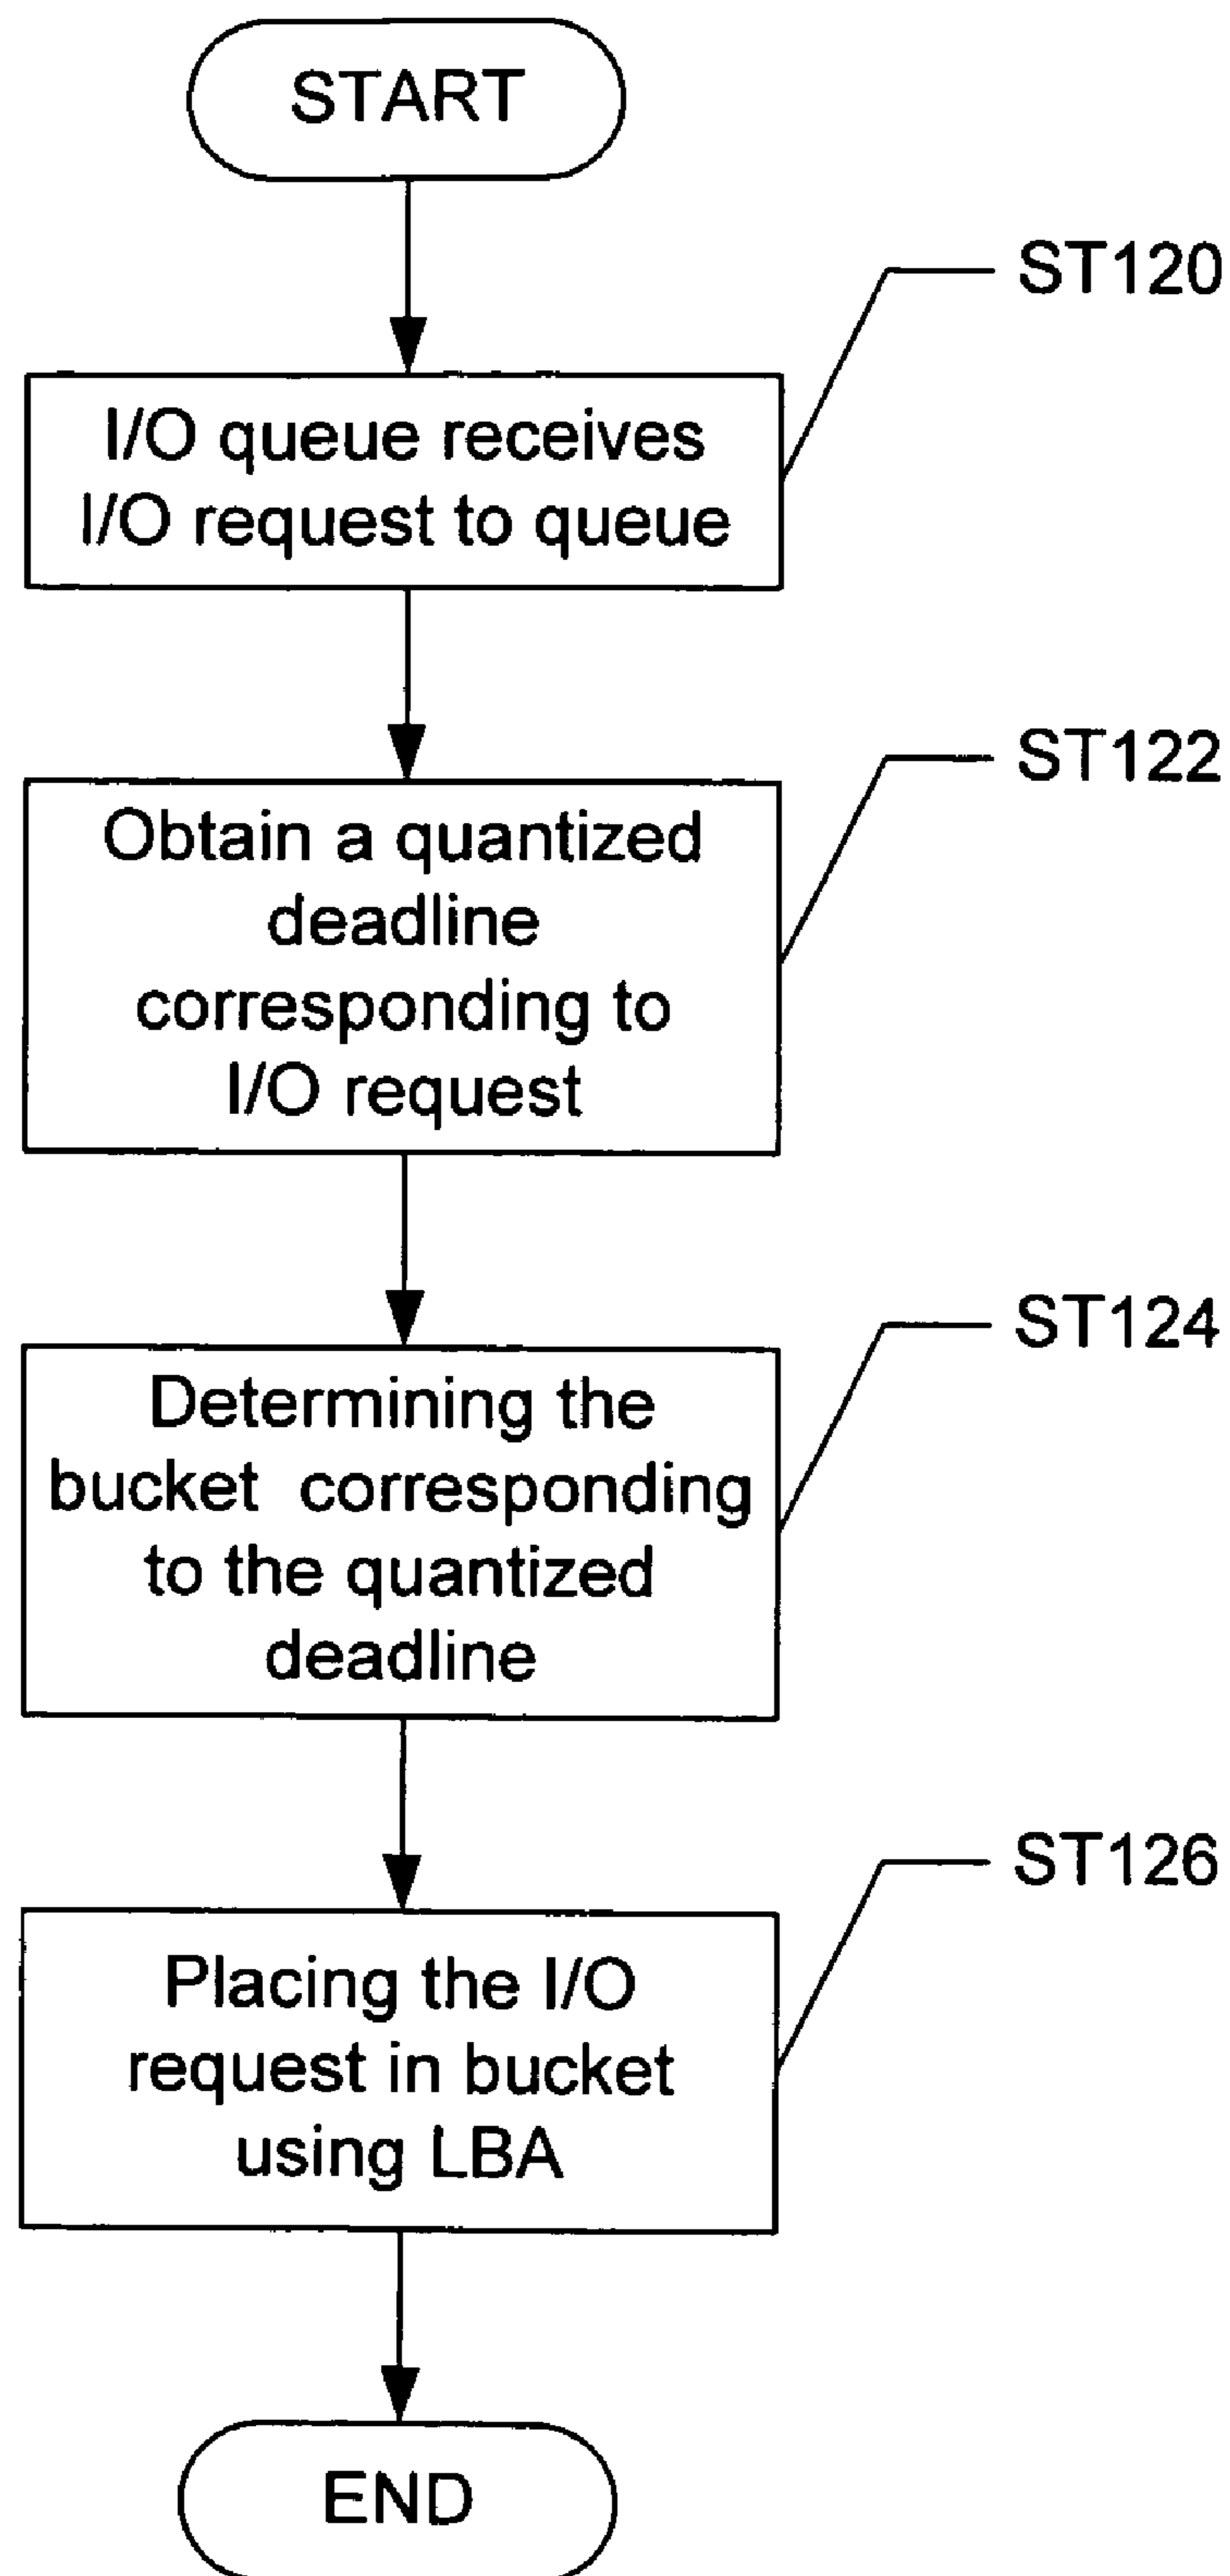 START
ST120
I/O queue receives
I/O request to queue
ST122
Obtain a quantized
deadline
corresponding to
I/O request
ST124
Determining the
bucket corresponding
to the quantized
deadline
ST126
Placing the I/O
request in bucket
using LBA
END